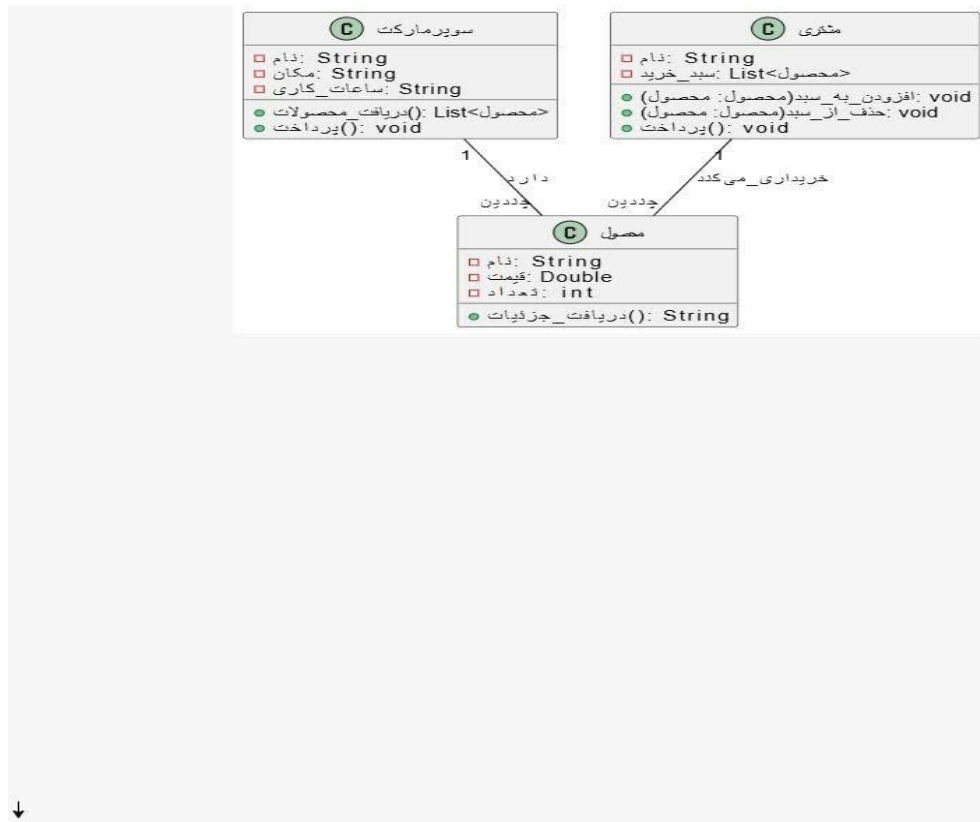 C سوپرمارکت
نام: String
مکان: String
ساعات_کاری: String
دریافت_محصولات(): List<محصول>
پرداخت(): void
C مشتری
نام: String
سبد_خرید: List<محصول>
افزودن_به_سبد(محصول: محصول): void
حذف_از_سبد(محصول: محصول): void
پرداخت(): void
1
دارد
چندین
1
خریداری_می‌کند
چندین
C محصول
نام: String
قیمت: Double
تعداد: int
دریافت_جزئیات(): String